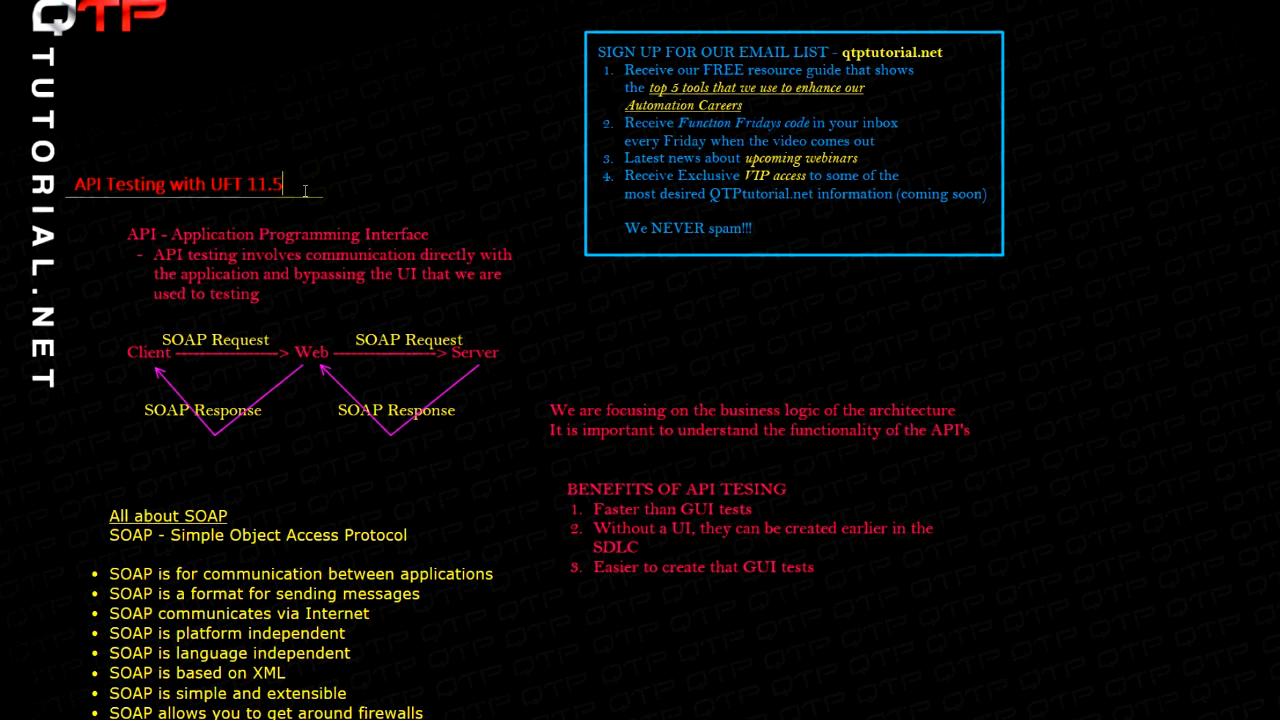 QTP
QTUTORIAL.NET
API Testing with UFT 11.5
API - Application Programming Interface
- API testing involves communication directly with
the application and bypassing the UI that we are
used to testing
SOAP Request SOAP Request
Client ----------------------> Web ----------------------> Server
SOAP Response SOAP Response
All about SOAP
SOAP - Simple Object Access Protocol
• SOAP is for communication between applications
• SOAP is a format for sending messages
• SOAP communicates via Internet
• SOAP is platform independent
• SOAP is language independent
• SOAP is based on XML
• SOAP is simple and extensible
• SOAP allows you to get around firewalls
SIGN UP FOR OUR EMAIL LIST - qtptutorial.net
1. Receive our FREE resource guide that shows
the top 5 tools that we use to enhance our
Automation Careers
2. Receive Function Fridays code in your inbox
every Friday when the video comes out
3. Latest news about upcoming webinars
4. Receive Exclusive VIP access to some of the
most desired QTPtutorial.net information (coming soon)
We NEVER spam!!!
We are focusing on the business logic of the architecture
It is important to understand the functionality of the API's
BENEFITS OF API TESING
1. Faster than GUI tests
2. Without a UI, they can be created earlier in the
SDLC
3. Easier to create that GUI tests